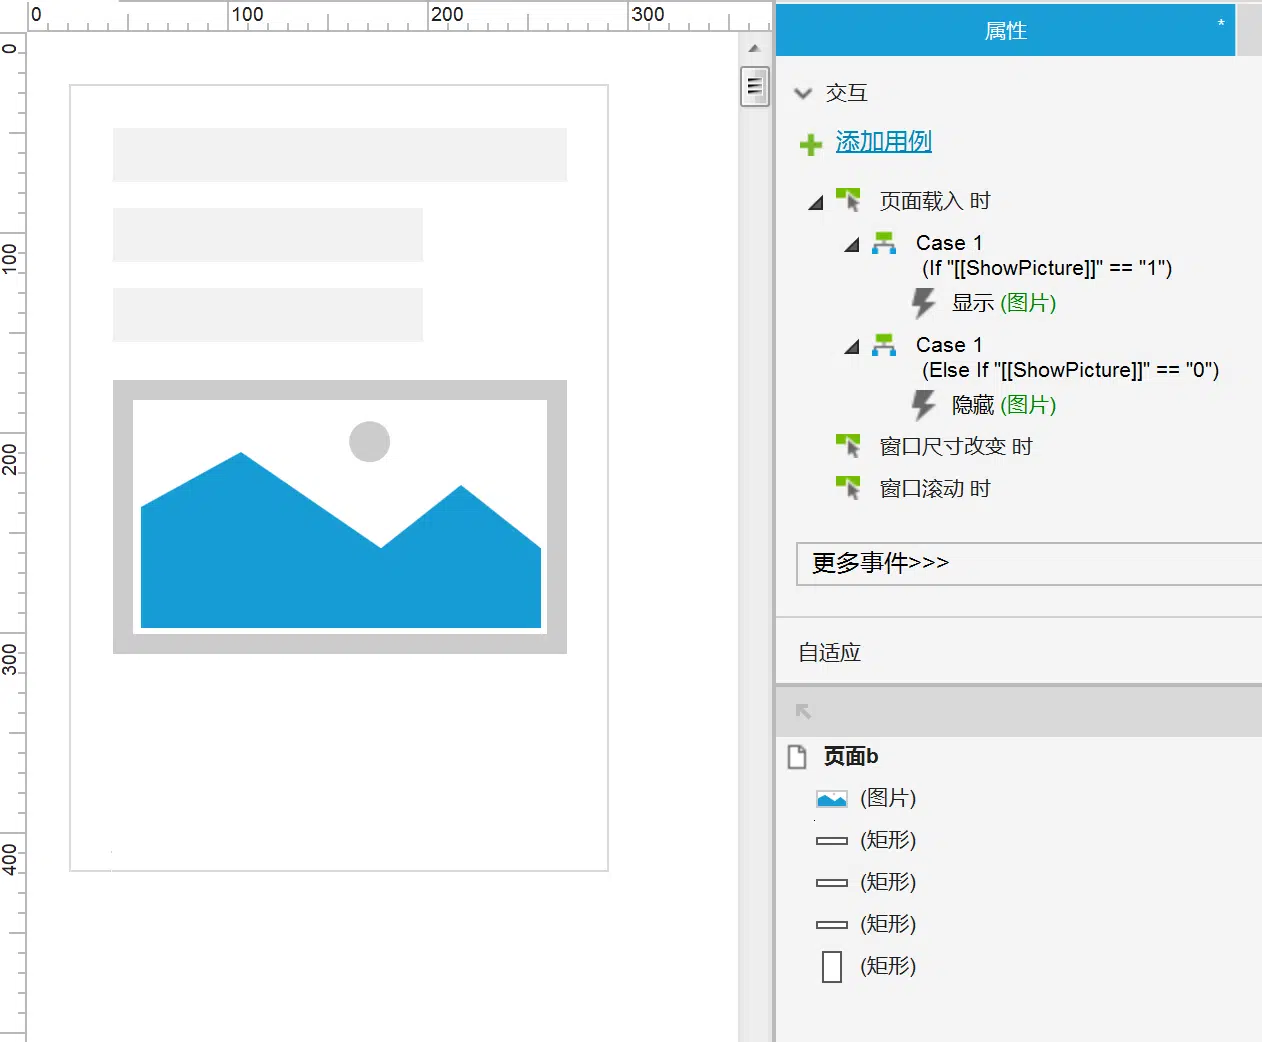 0 100 200 300
0
100
200
300
400
属性 *
交互
添加用例
页面载入 时
Case 1
(If "[[ShowPicture]]" == "1")
显示 (图片)
Case 1
(Else If "[[ShowPicture]]" == "0")
隐藏 (图片)
窗口尺寸改变 时
窗口滚动 时
更多事件>>>
自适应
页面b
(图片)
(矩形)
(矩形)
(矩形)
(矩形)